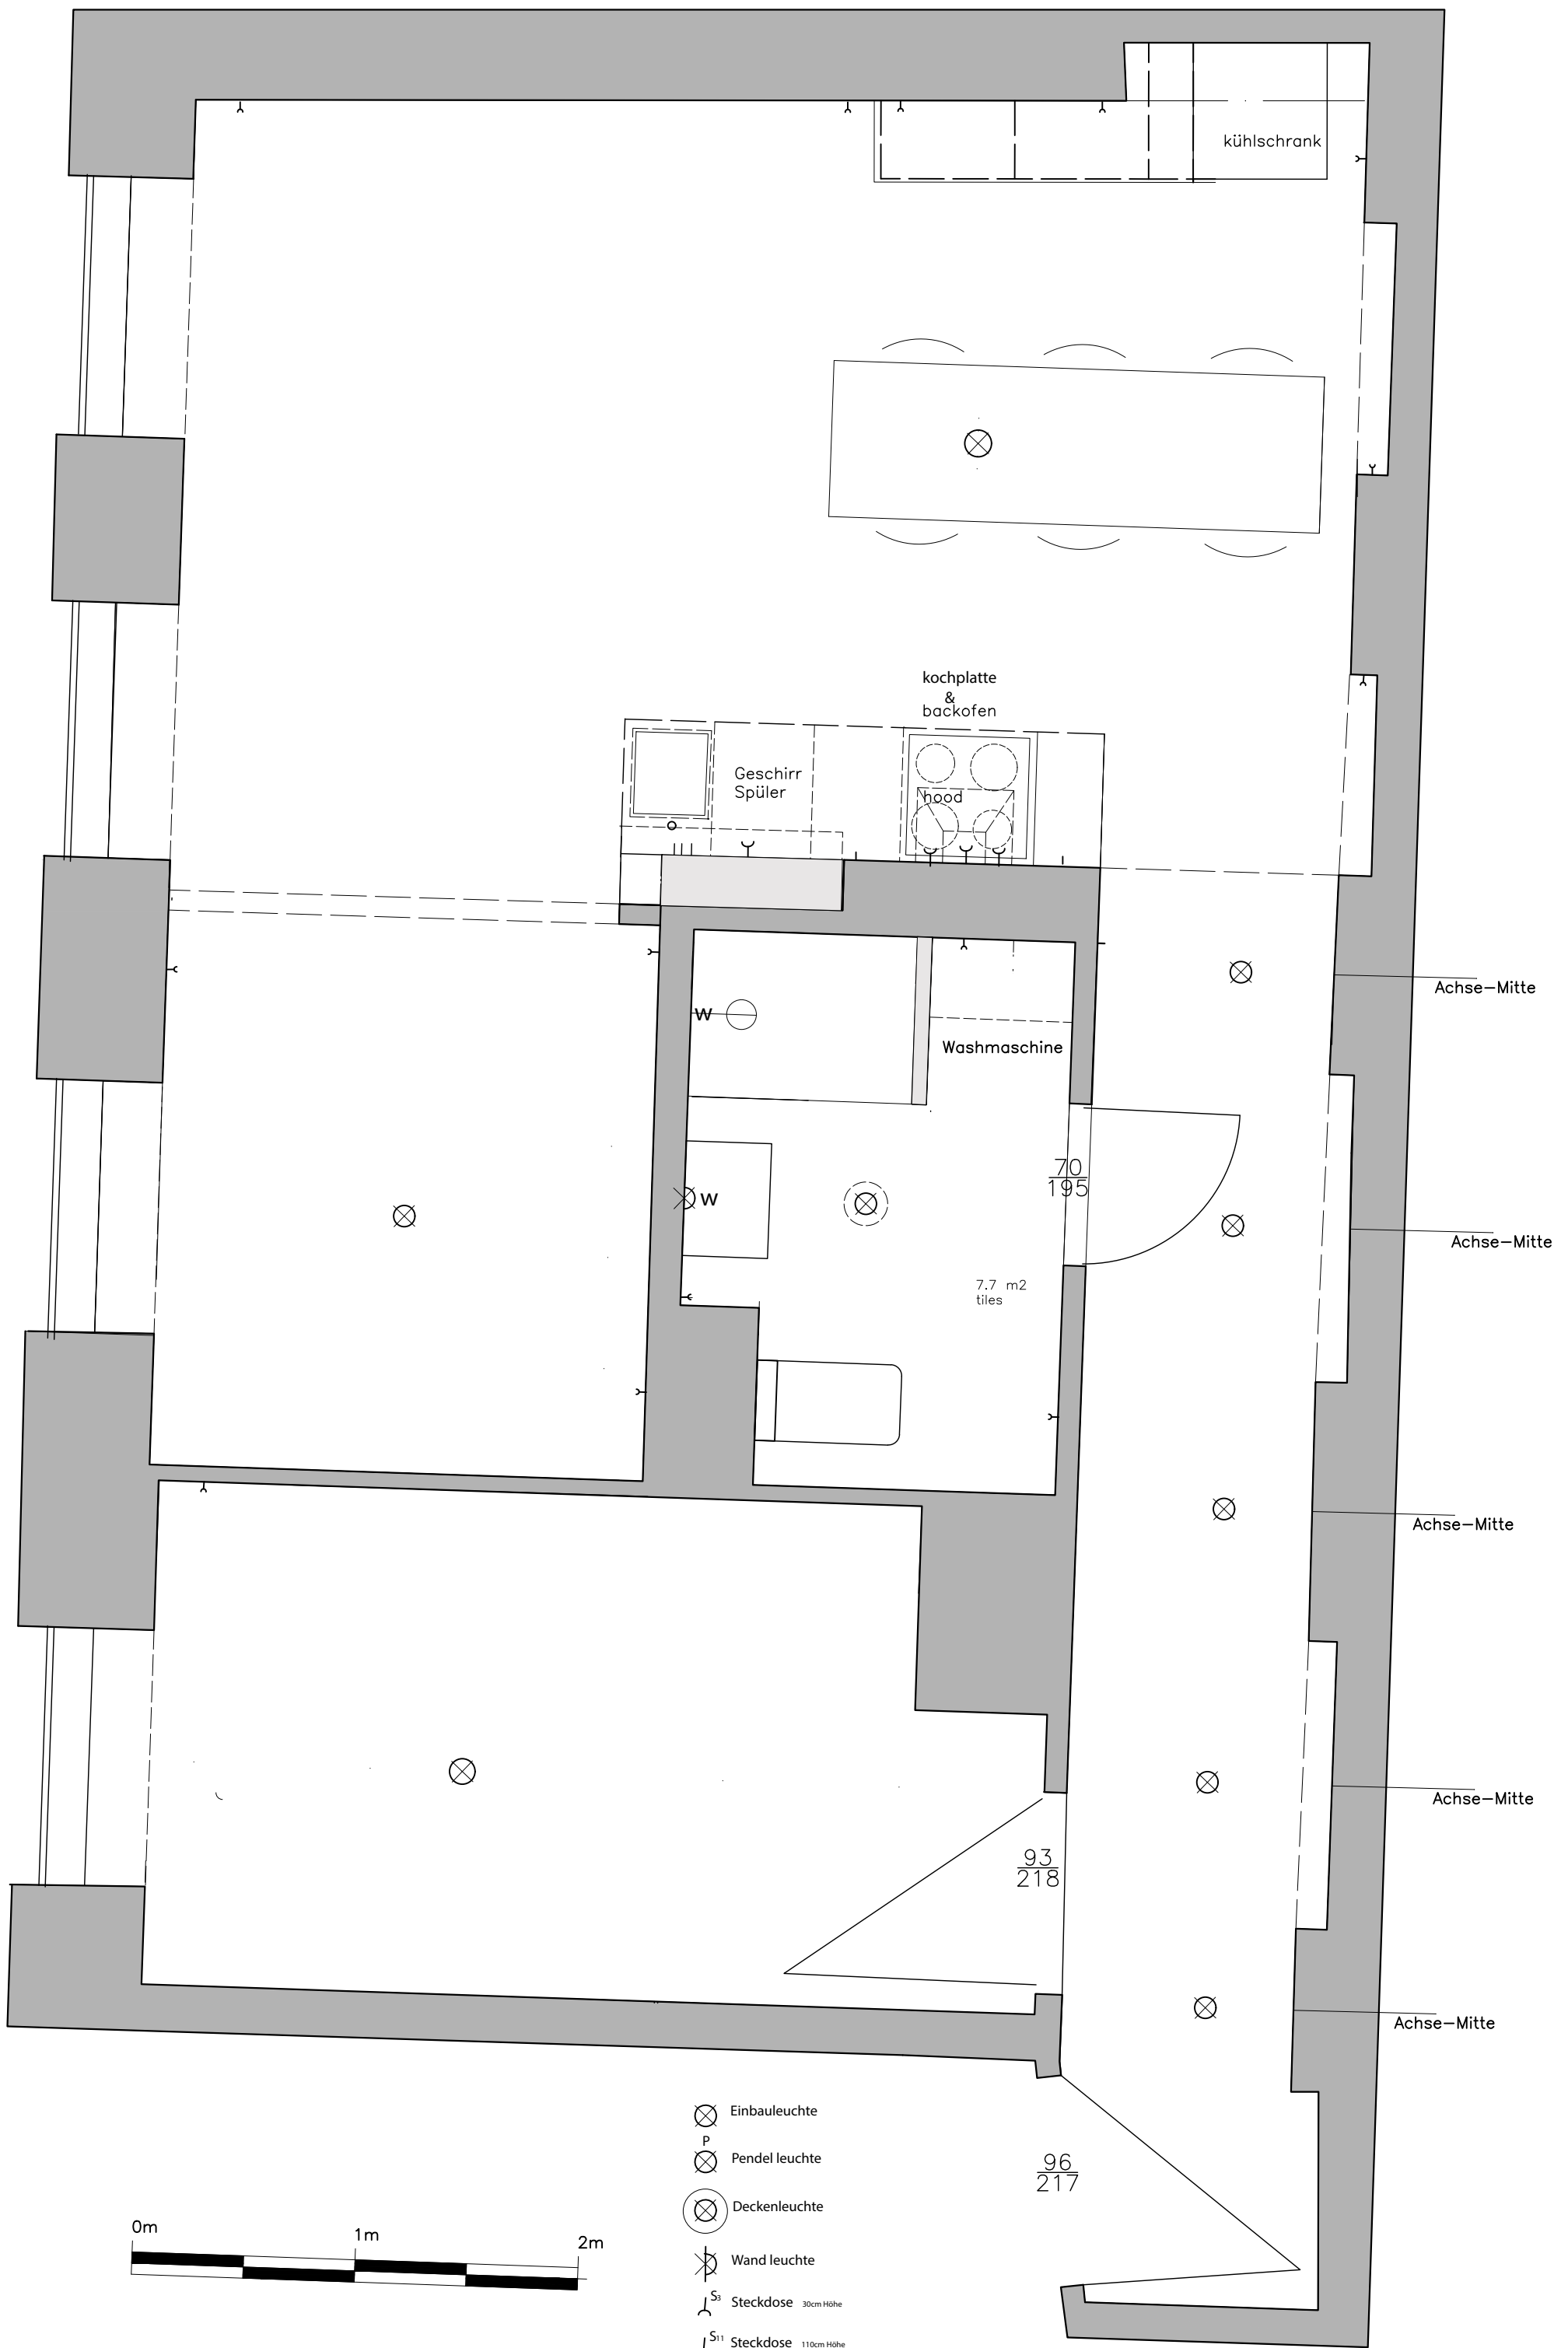 kühlschrank
kochplatte
&
backofen
Geschirr
Spüler
hood
Achse-Mitte
W
Washmaschine
70
195
W
Achse-Mitte
7.7 m2
tiles
Achse-Mitte
Achse-Mitte
93
218
Achse-Mitte
Einbauleuchte
P
Pendel leuchte
96
217
Deckenleuchte
0m
1m
2m
Wand leuchte
S3 Steckdose 30cm Höhe
S11 Steckdose 110cm Höhe